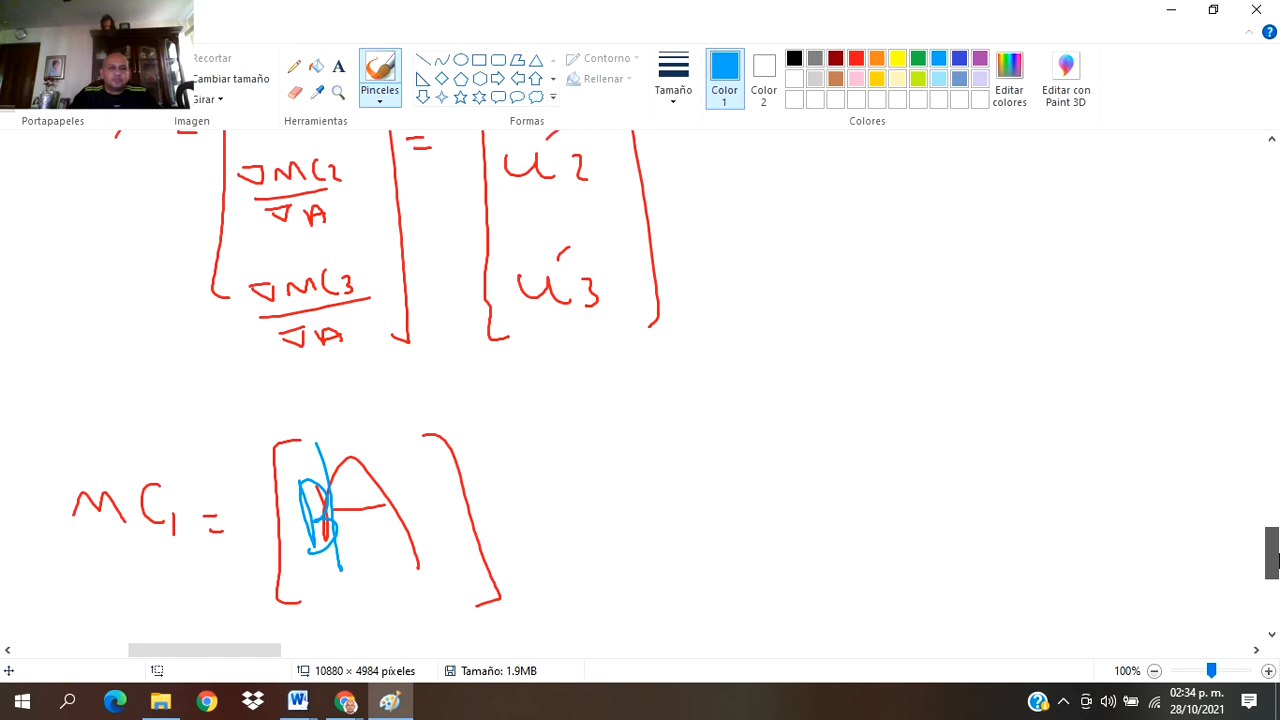 Recortar
Cambiar tamaño
Girar
Pinceles
Contorno
Rellenar
Tamaño
Color 1
Color 2
Editar colores
Editar con Paint 3D
Portapapeles
Imagen
Herramientas
Formas
Colores
=
∇MC2
∇A
U´2
∇MC3
∇A
U´3
MC1 = [ A ]
10880 × 4984 píxeles
Tamaño: 1.9MB
100%
02:34 p. m.
28/10/2021